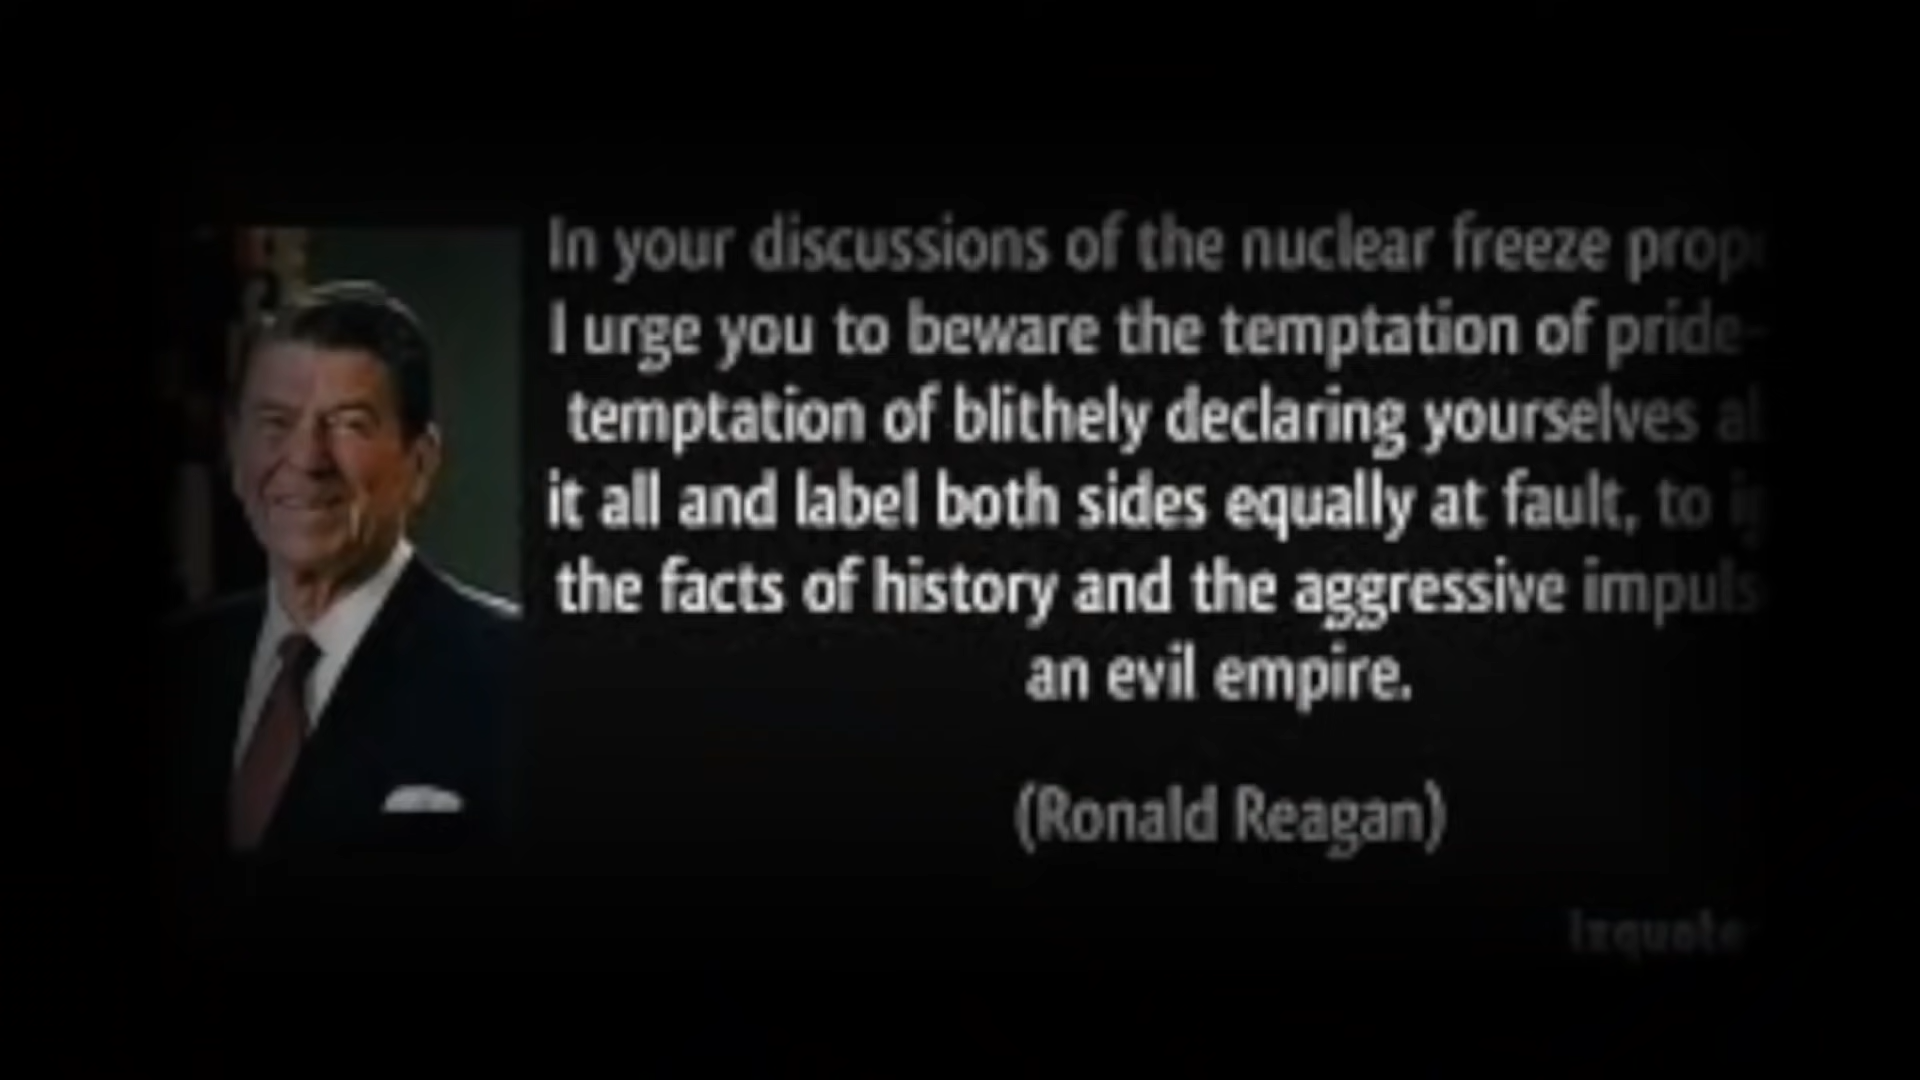 In your discussions of the nuclear freeze
I urge you to beware the temptation of pride-
temptation of blithely declaring yourselves
it all and label both sides equally at fault, to
the facts of history and the aggressive
an evil empire.
(Ronald Reagan)